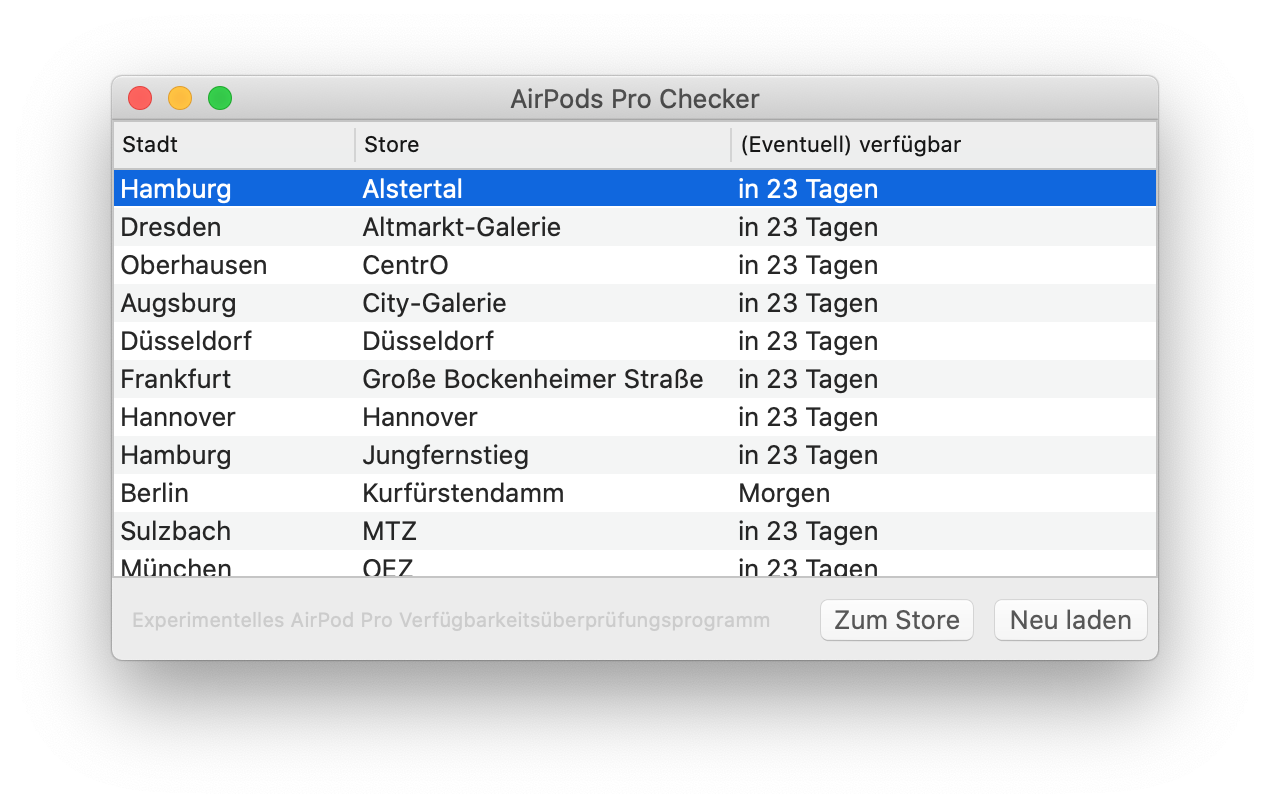 AirPods Pro Checker
Stadt Store (Eventuell) verfügbar
Hamburg Alstertal in 23 Tagen
Dresden Altmarkt-Galerie in 23 Tagen
Oberhausen CentrO in 23 Tagen
Augsburg City-Galerie in 23 Tagen
Düsseldorf Düsseldorf in 23 Tagen
Frankfurt Große Bockenheimer Straße in 23 Tagen
Hannover Hannover in 23 Tagen
Hamburg Jungfernstieg in 23 Tagen
Berlin Kurfürstendamm Morgen
Sulzbach MTZ in 23 Tagen
München OEZ in 23 Tagen
Experimentelles AirPod Pro Verfügbarkeitsüberprüfungsprogramm Zum Store Neu laden